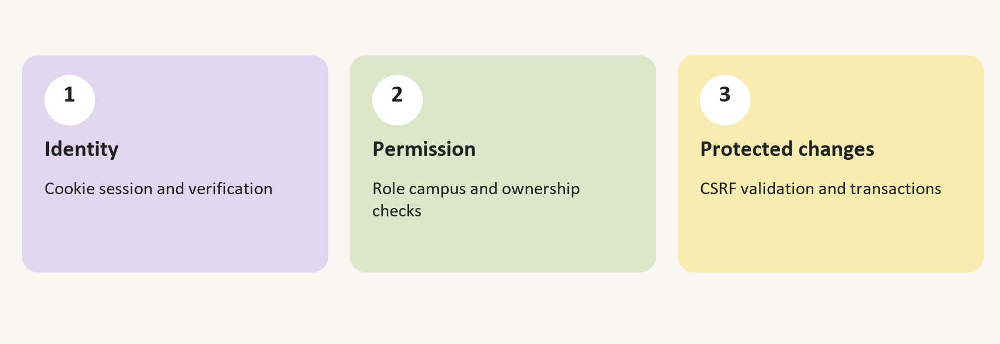 1
Identity
Cookie session and verification
2
Permission
Role campus and ownership
checks
3
Protected changes
CSRF validation and transactions